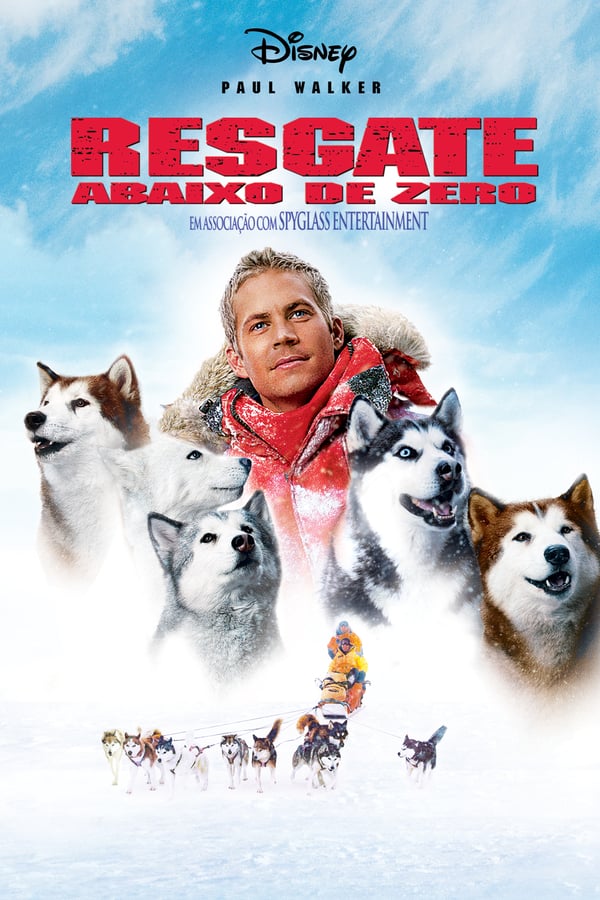 Disney
PAUL WALKER
RESGATE
ABAIXO DE ZERO
EM ASSOCIAÇÃO COM SPYGLASS ENTERTAINMENT